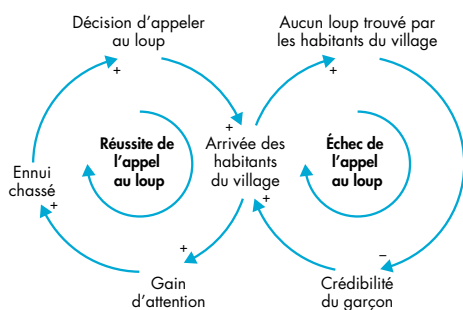 Décision d’appeler
au loup
+
Aucun loup trouvé par
les habitants du village
+
Réussite de
l’appel
au loup
+
Arrivée des
habitants
du village
+
Échec de
l’appel
au loup
Ennui
chassé
+
+
Gain
d’attention
–
Crédibilité
du garçon